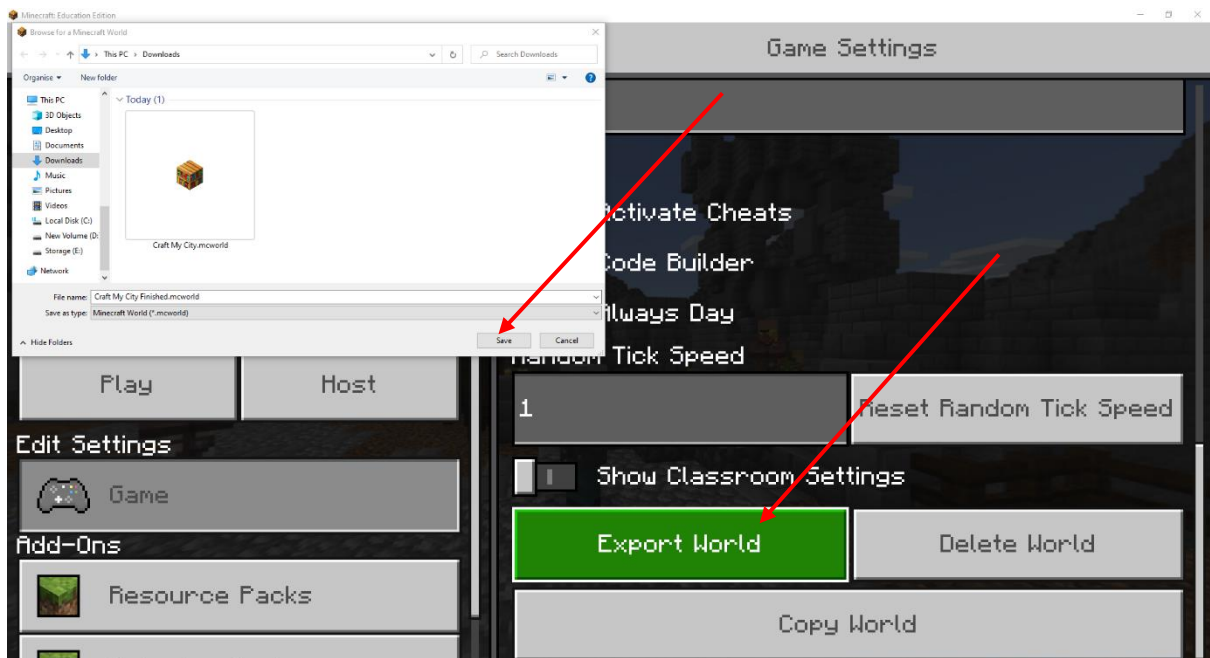 Minecraft: Education Edition
Browse for a Minecraft World
This PC > Downloads
Search Downloads
Organise
New folder
This PC
3D Objects
Desktop
Documents
Downloads
Music
Pictures
Videos
Local Disk (C:)
New Volume (D:
Storage (E:)
Network
Today (1)
Craft My City.mcworld
File name: Craft My City Finished.mcworld
Save as type: Minecraft World (*.mcworld)
Hide Folders
Save
Cancel
Play
Host
Edit Settings
Game
Add-Ons
Resource Packs
Game Settings
Activate Cheats
Code Builder
Always Day
Random Tick Speed
1
Reset Random Tick Speed
Show Classroom Settings
Export World
Delete World
Copy World